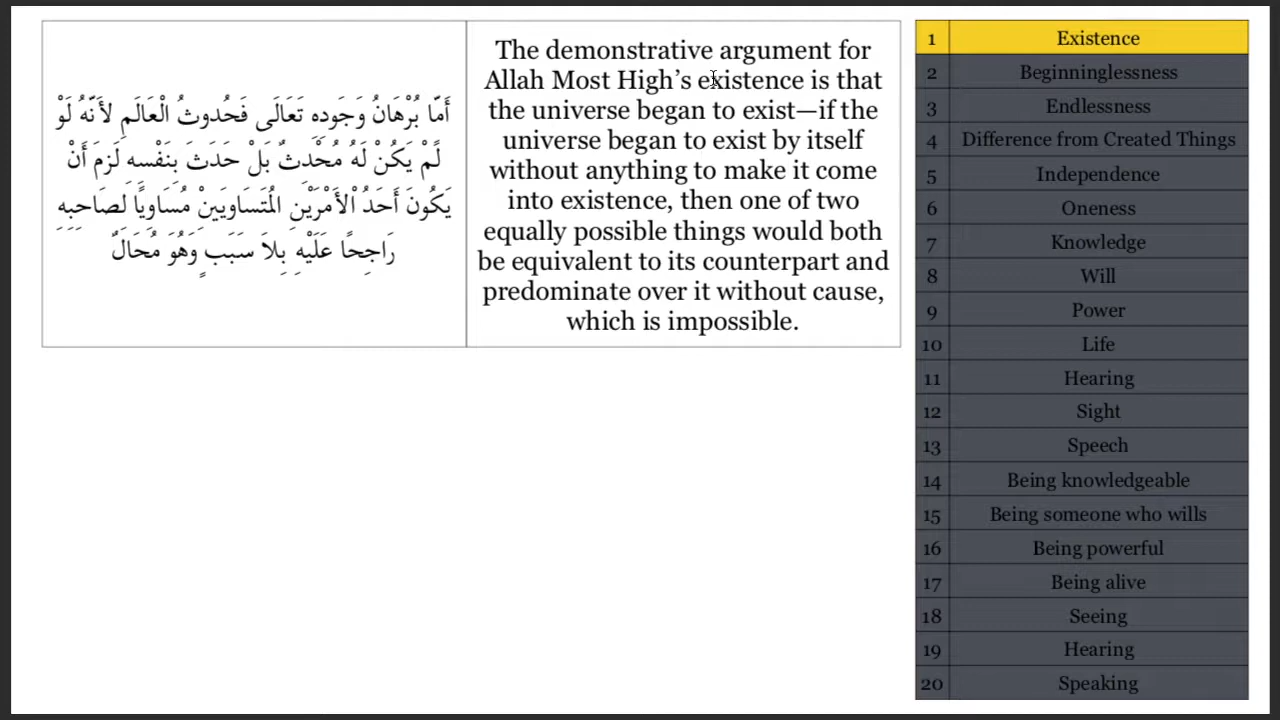 أَمَّا بُرْهَانُ وَجَوُدِهِ تَعَالَى فَحُدوثُ الْعَالَمِ لأَنَّهُ لَوْ
لَّمْ يَكُنْ لَهُ مُحْدِثٌ بَلْ حَدَثَ بِنَفْسِهِ لَزِمَ أَنْ
يَكُونَ أَحَدُ الْأَمْرَيْنِ المُتَسَاوِيَيْنِ مُسَاوِيًا لِصَاحِبِهِ
رَاجِحًا عَلَيْهِ بِلاَ سَبَبٍ وَهُوَ مُحَالٌ
The demonstrative argument for
Allah Most High’s existence is that
the universe began to exist—if the
universe began to exist by itself
without anything to make it come
into existence, then one of two
equally possible things would both
be equivalent to its counterpart and
predominate over it without cause,
which is impossible.
1 Existence
2 Beginninglessness
3 Endlessness
4 Difference from Created Things
5 Independence
6 Oneness
7 Knowledge
8 Will
9 Power
10 Life
11 Hearing
12 Sight
13 Speech
14 Being knowledgeable
15 Being someone who wills
16 Being powerful
17 Being alive
18 Seeing
19 Hearing
20 Speaking